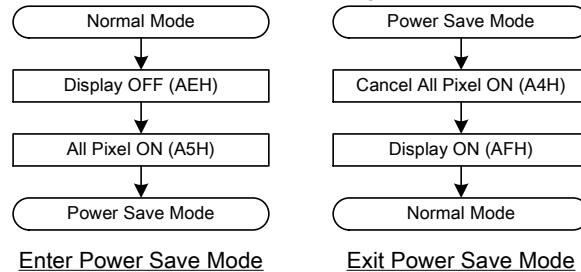 Normal Mode
Display OFF (AEH)
All Pixel ON (A5H)
Power Save Mode
Enter Power Save Mode
Power Save Mode
Cancel All Pixel ON (A4H)
Display ON (AFH)
Normal Mode
Exit Power Save Mode